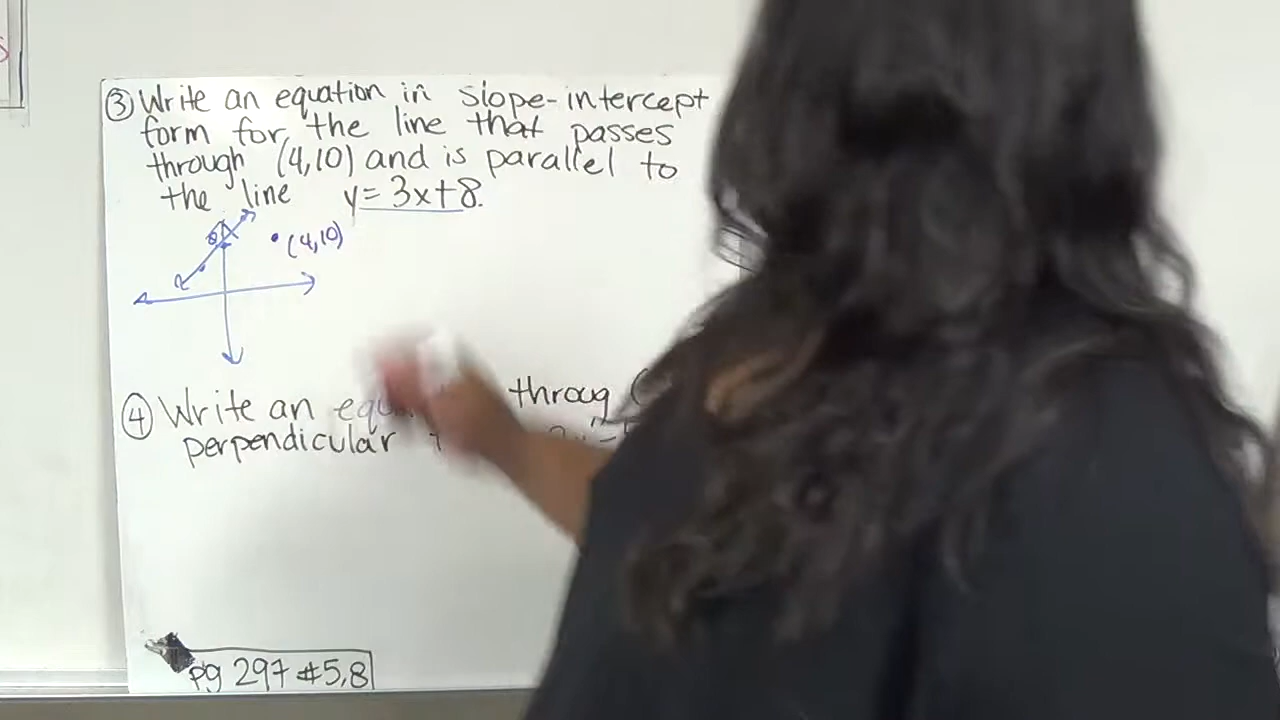 ③ Write an equation in slope-intercept
form for the line that passes
through (4,10) and is parallel to
the line y=3x+8.
8
(4,10)
④ Write an throug (
perpendicular
pg 297 #5,8